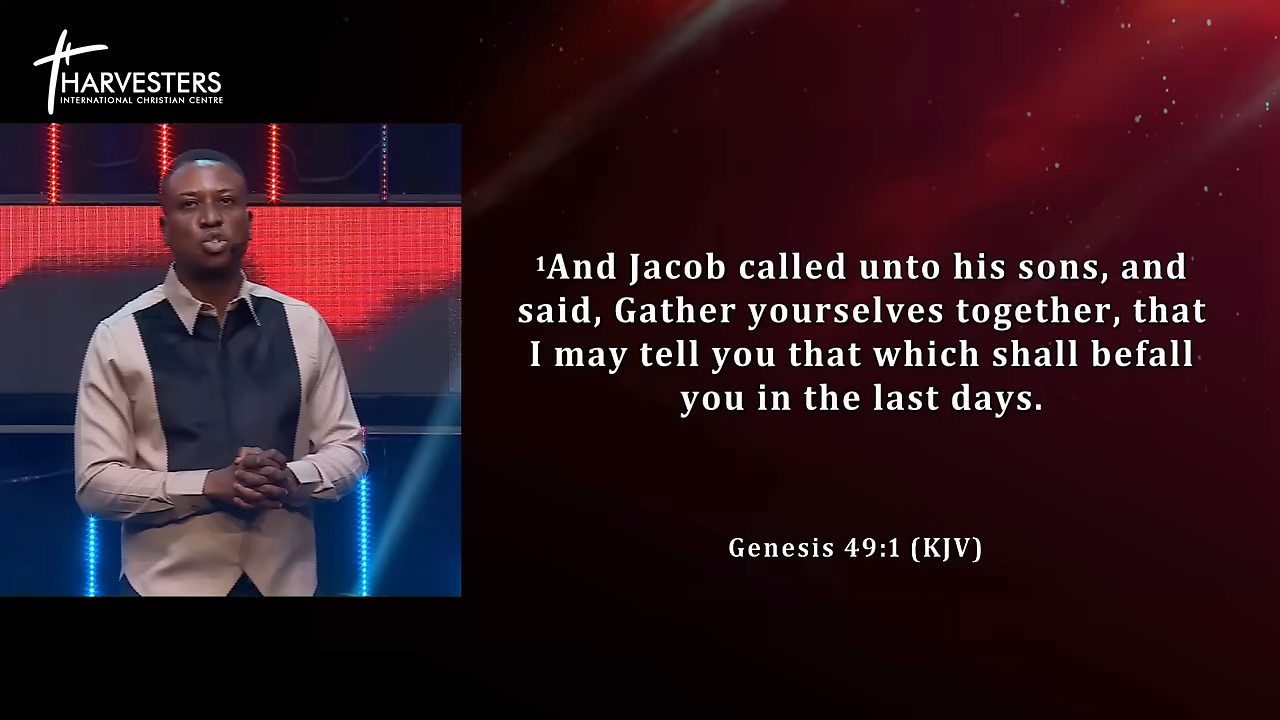 HARVESTERS
INTERNATIONAL CHRISTIAN CENTRE
¹And Jacob called unto his sons, and
said, Gather yourselves together, that
I may tell you that which shall befall
you in the last days.
Genesis 49:1 (KJV)